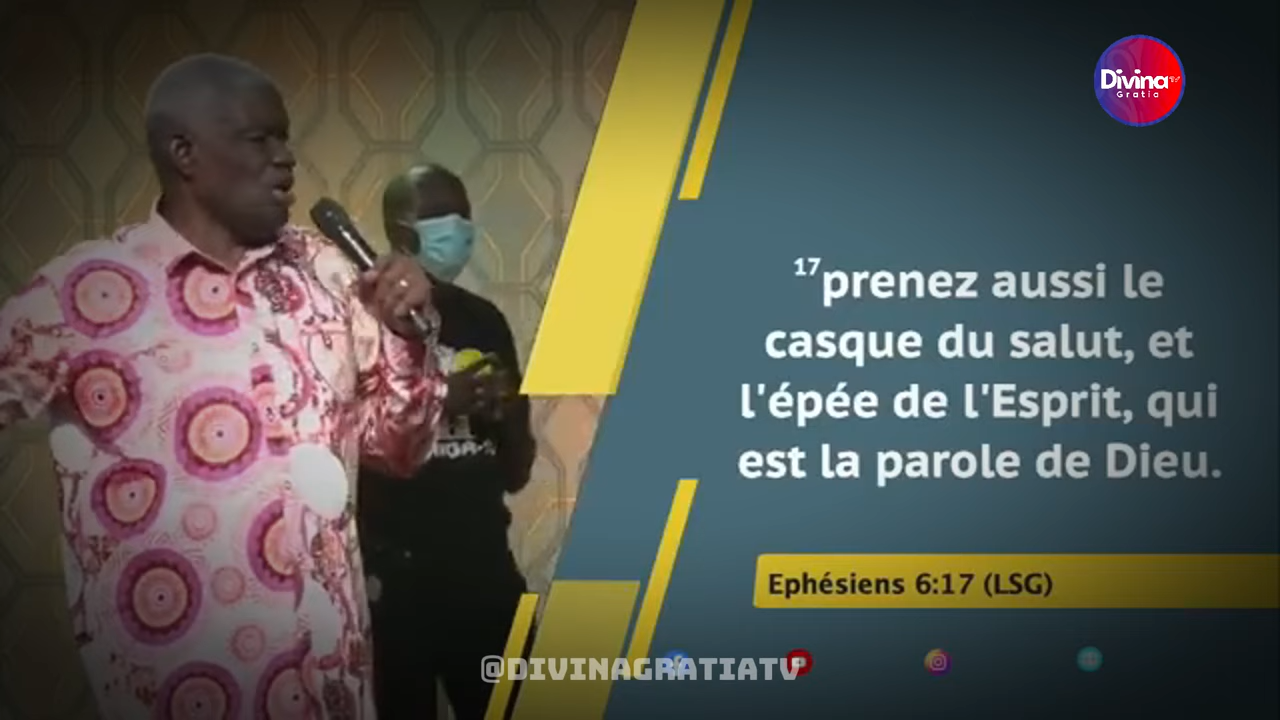 Divina TV
Gratia
17prenez aussi le
casque du salut, et
l'épée de l'Esprit, qui
est la parole de Dieu.
Ephésiens 6:17 (LSG)
@DIVINAGRATIATV